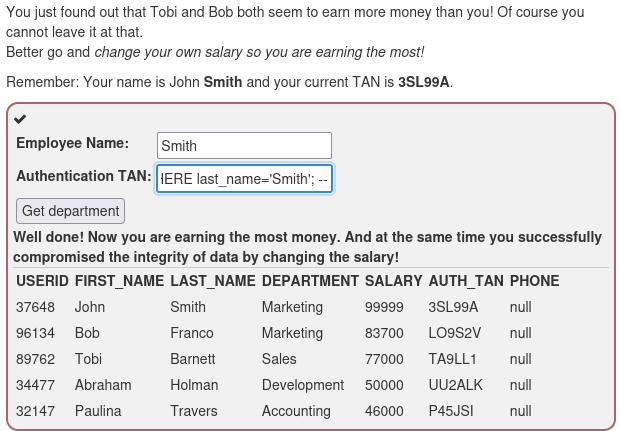 You just found out that Tobi and Bob both seem to earn more money than you! Of course you
cannot leave it at that.
Better go and change your own salary so you are earning the most!
Remember: Your name is John Smith and your current TAN is 3SL99A.
✔
Employee Name: Smith
Authentication TAN: HERE last_name='Smith'; --
Get department
Well done! Now you are earning the most money. And at the same time you successfully
compromised the integrity of data by changing the salary!
USERID FIRST_NAME LAST_NAME DEPARTMENT SALARY AUTH_TAN PHONE
37648 John Smith Marketing 99999 3SL99A null
96134 Bob Franco Marketing 83700 LO9S2V null
89762 Tobi Barnett Sales 77000 TA9LL1 null
34477 Abraham Holman Development 50000 UU2ALK null
32147 Paulina Travers Accounting 46000 P45JSI null